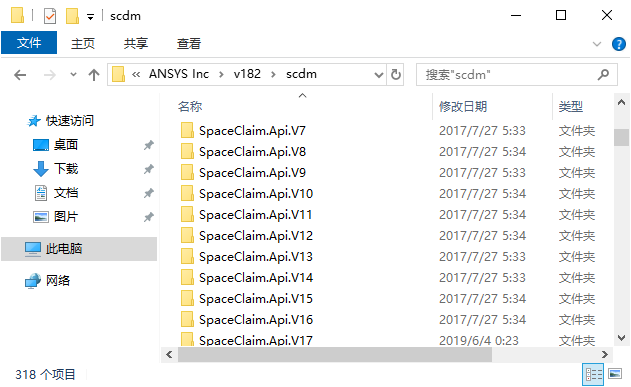 scdm
文件 主页 共享 查看
« ANSYS Inc › v182 › scdm 搜索"scdm"
名称 修改日期 类型
快速访问
桌面
下载
文档
图片
此电脑
网络
SpaceClaim.Api.V7 2017/7/27 5:33 文件夹
SpaceClaim.Api.V8 2017/7/27 5:34 文件夹
SpaceClaim.Api.V9 2017/7/27 5:33 文件夹
SpaceClaim.Api.V10 2017/7/27 5:34 文件夹
SpaceClaim.Api.V11 2017/7/27 5:34 文件夹
SpaceClaim.Api.V12 2017/7/27 5:34 文件夹
SpaceClaim.Api.V13 2017/7/27 5:33 文件夹
SpaceClaim.Api.V14 2017/7/27 5:33 文件夹
SpaceClaim.Api.V15 2017/7/27 5:34 文件夹
SpaceClaim.Api.V16 2017/7/27 5:34 文件夹
SpaceClaim.Api.V17 2019/6/4 0:23 文件夹
318 个项目